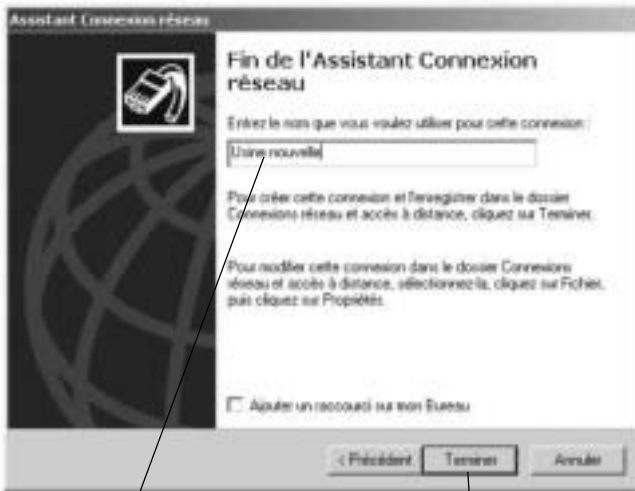 Assistant Connexion réseau
Fin de l'Assistant Connexion
réseau
Entrez le nom que vous voulez utiliser pour cette connexion :
Usine nouvelle
Pour créer cette connexion et l'enregistrer dans le dossier
Connexions réseau et accès à distance, cliquez sur Terminer.
Pour modifier cette connexion dans le dossier Connexions
réseau et accès à distance, sélectionnez-la, cliquez sur Fichier,
puis cliquez sur Propriétés.
Ajouter un raccourci sur mon Bureau
< Précédent
Terminer
Annuler